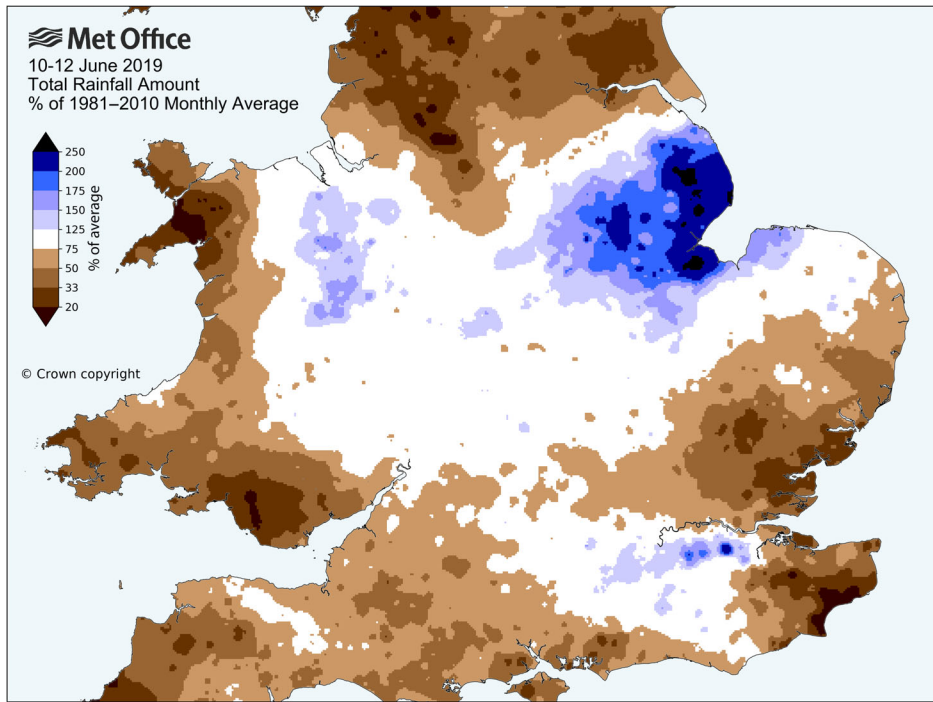 Met Office
10-12 June 2019
Total Rainfall Amount
% of 1981–2010 Monthly Average
250
200
175
150
125
75
50
33
20
% of average
© Crown copyright